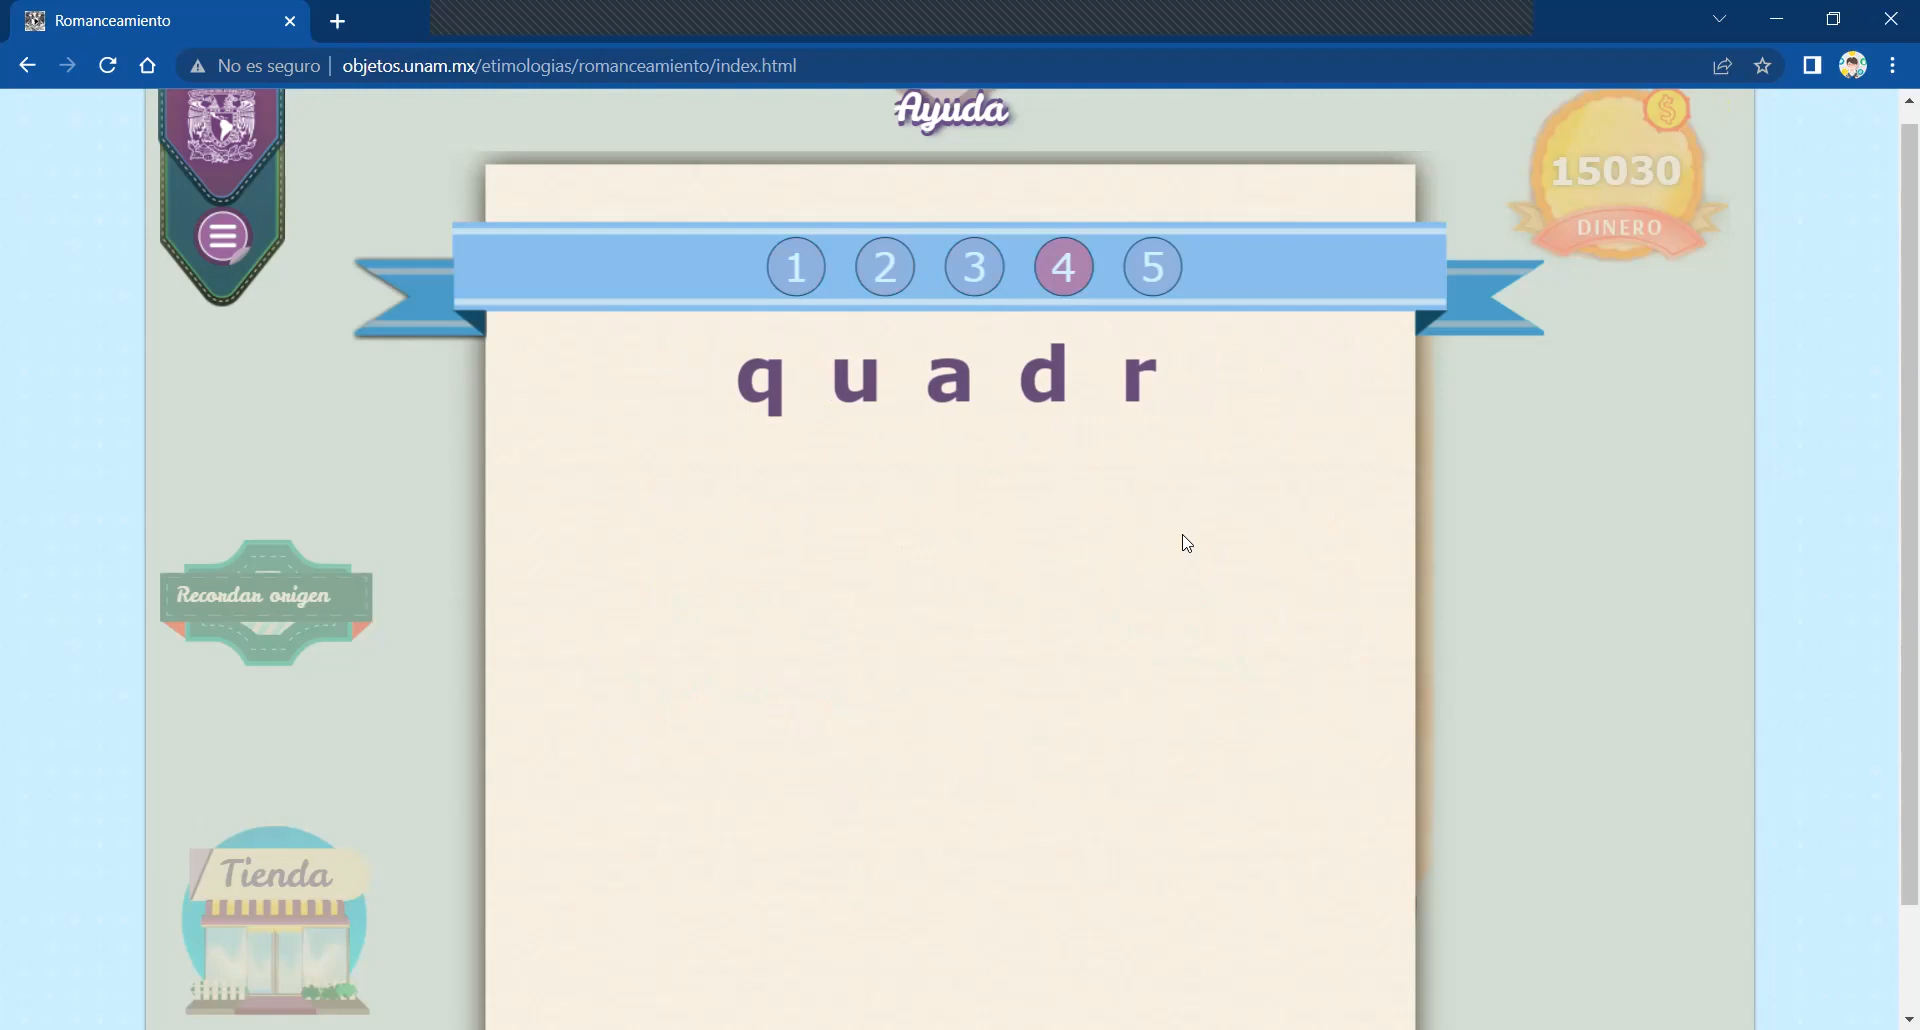 Romanceamiento
No es seguro objetos.unam.mx/etimologias/romanceamiento/index.html
Ayuda
15030
DINERO
1 2 3 4 5
q u a d r
Recordar origen
Tienda